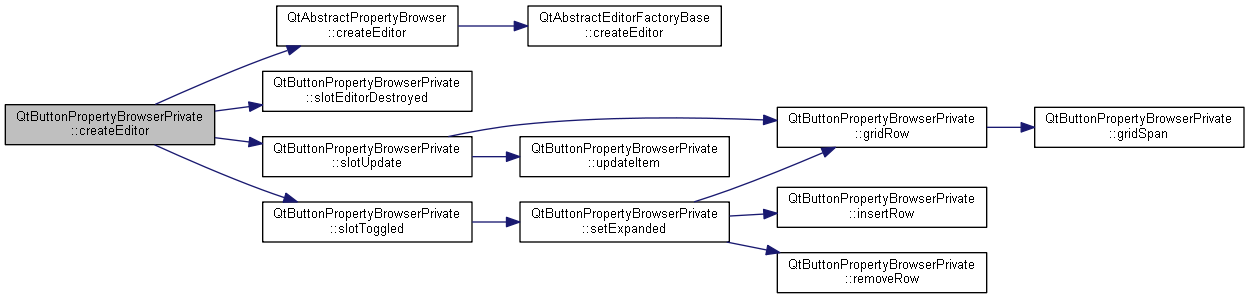 QtButtonPropertyBrowserPrivate
::createEditor
QtAbstractPropertyBrowser
::createEditor
QtAbstractEditorFactoryBase
::createEditor
QtButtonPropertyBrowserPrivate
::slotEditorDestroyed
QtButtonPropertyBrowserPrivate
::slotUpdate
QtButtonPropertyBrowserPrivate
::updateItem
QtButtonPropertyBrowserPrivate
::gridRow
QtButtonPropertyBrowserPrivate
::gridSpan
QtButtonPropertyBrowserPrivate
::slotToggled
QtButtonPropertyBrowserPrivate
::setExpanded
QtButtonPropertyBrowserPrivate
::insertRow
QtButtonPropertyBrowserPrivate
::removeRow